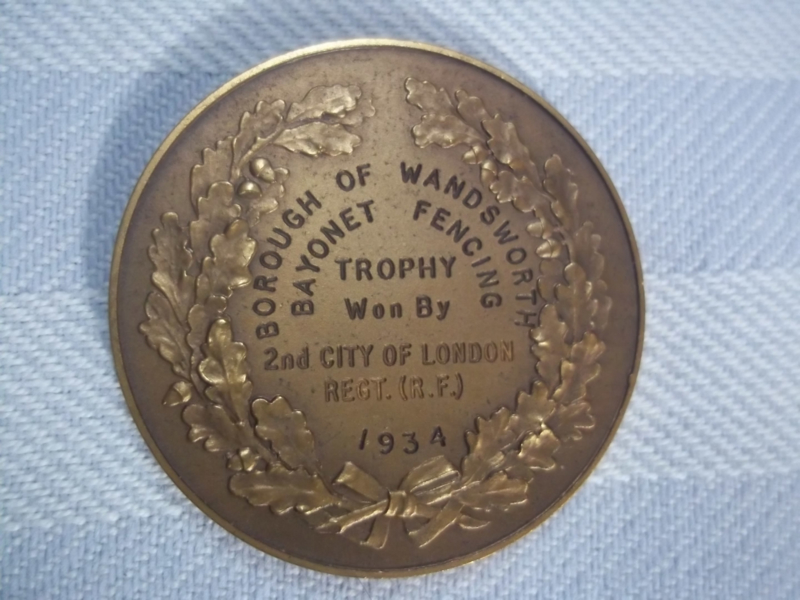 BOROUGH OF WANDSWORTH
BAYONET FENCING
TROPHY
Won By
2nd CITY OF LONDON
REGT. (R.F.)
1934